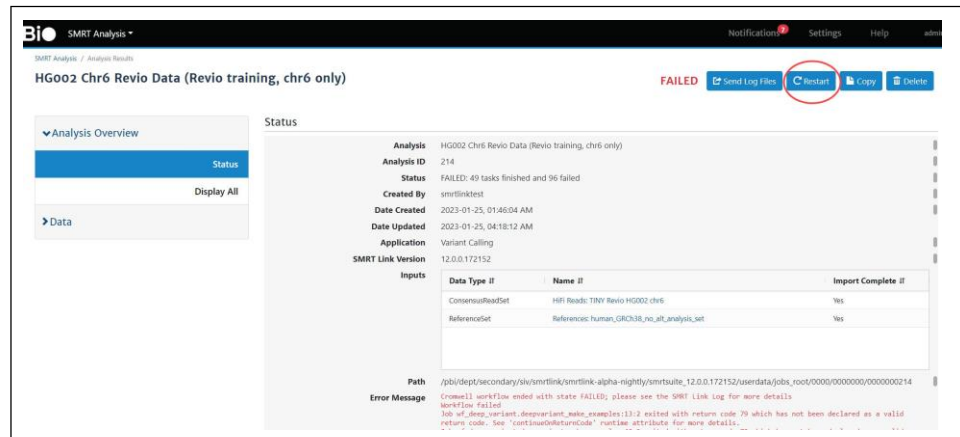 Bio SMRT Analysis Notifications 2 Settings Help admin
SMRT Analysis / Analysis Results
HG002 Chr6 Revio Data (Revio training, chr6 only) FAILED Send Log Files Restart Copy Delete
Analysis Overview
Status
Display All
Data
Status
Analysis HG002 Chr6 Revio Data (Revio training, chr6 only)
Analysis ID 214
Status FAILED: 49 tasks finished and 96 failed
Created By smrtlinktest
Date Created 2023-01-25, 01:46:04 AM
Date Updated 2023-01-25, 04:18:12 AM
Application Variant Calling
SMRT Link Version 12.0.0.172152
Inputs
Data Type Name Import Complete
ConsensusReadSet HiFi Reads: TINY Revio HG002 chr6 Yes
ReferenceSet References: human_GRCh38_no_alt_analysis_set Yes
Path /pbi/dept/secondary/siv/smrtlink/smrtlink-alpha-nightly/smrtsuite_12.0.0.172152/userdata/jobs_root/0000/0000000/0000000214
Error Message Cromwell workflow ended with state FAILED; please see the SMRT Link Log for more details
Workflow failed
Job wf_deep_variant.deepvariant_make_examples:13:2 exited with return code 79 which has not been declared as a valid
return code. See 'continueOnReturnCode' runtime attribute for more details.